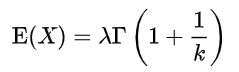 E(X) = λΓ(1 + 1/k)